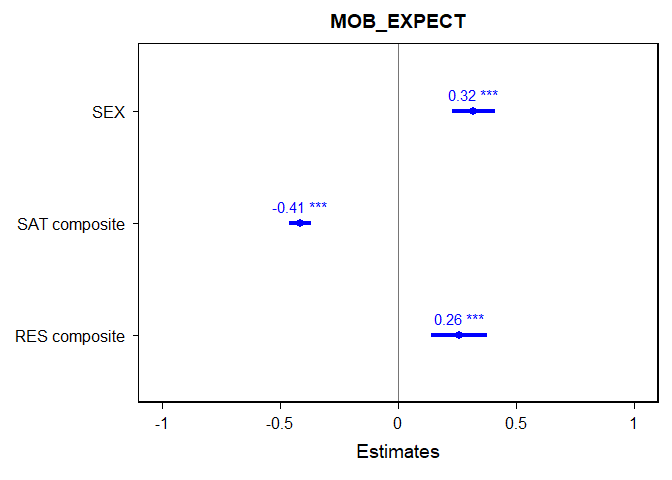 MOB_EXPECT
SEX
0.32 ***
SAT composite
-0.41 ***
RES composite
0.26 ***
-1
-0.5
0
0.5
1
Estimates